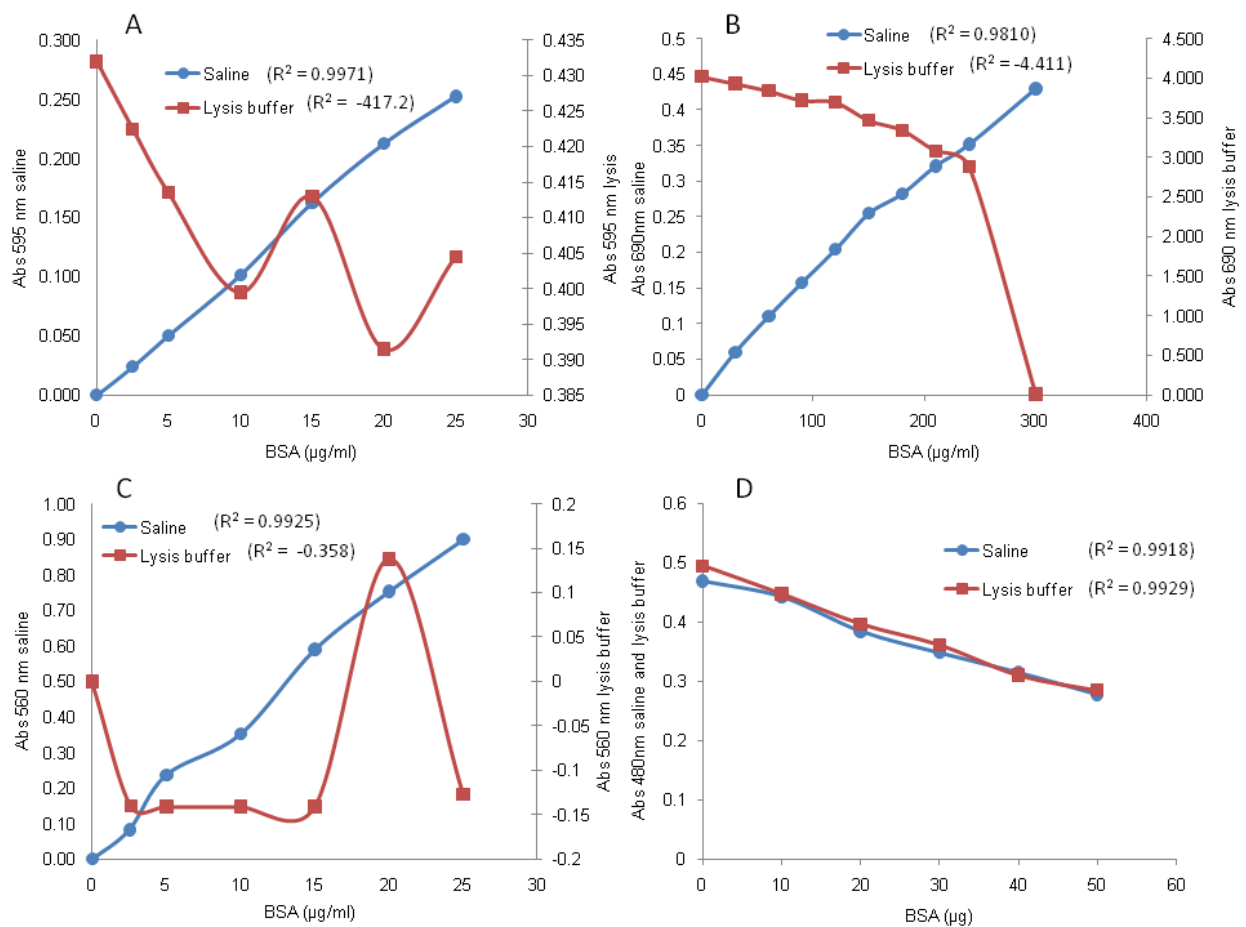 A
Saline (R² = 0.9971)
Lysis buffer (R² = -417.2)
0.300
0.250
0.200
0.150
0.100
0.050
0.000
Abs 595 nm saline
0.435
0.430
0.425
0.420
0.415
0.410
0.405
0.400
0.395
0.390
0.385
Abs 595 nm lysis
0 5 10 15 20 25 30
BSA (µg/ml)
B
Saline (R² = 0.9810)
Lysis buffer (R² = -4.411)
0.5
0.45
0.4
0.35
0.3
0.25
0.2
0.15
0.1
0.05
0
Abs 690nm saline
4.500
4.000
3.500
3.000
2.500
2.000
1.500
1.000
0.500
0.000
Abs 690 nm lysis buffer
0 100 200 300 400
BSA (µg/ml)
C
Saline (R² = 0.9925)
Lysis buffer (R² = -0.358)
1.00
0.90
0.80
0.70
0.60
0.50
0.40
0.30
0.20
0.10
0.00
Abs 560 nm saline
0.2
0.15
0.1
0.05
0
-0.05
-0.1
-0.15
-0.2
Abs 560 nm lysis buffer
0 5 10 15 20 25 30
BSA (µg/ml)
D
Saline (R² = 0.9918)
Lysis buffer (R² = 0.9929)
0.6
0.5
0.4
0.3
0.2
0.1
0
Abs 480nm saline and lysis buffer
0 10 20 30 40 50 60
BSA (µg)